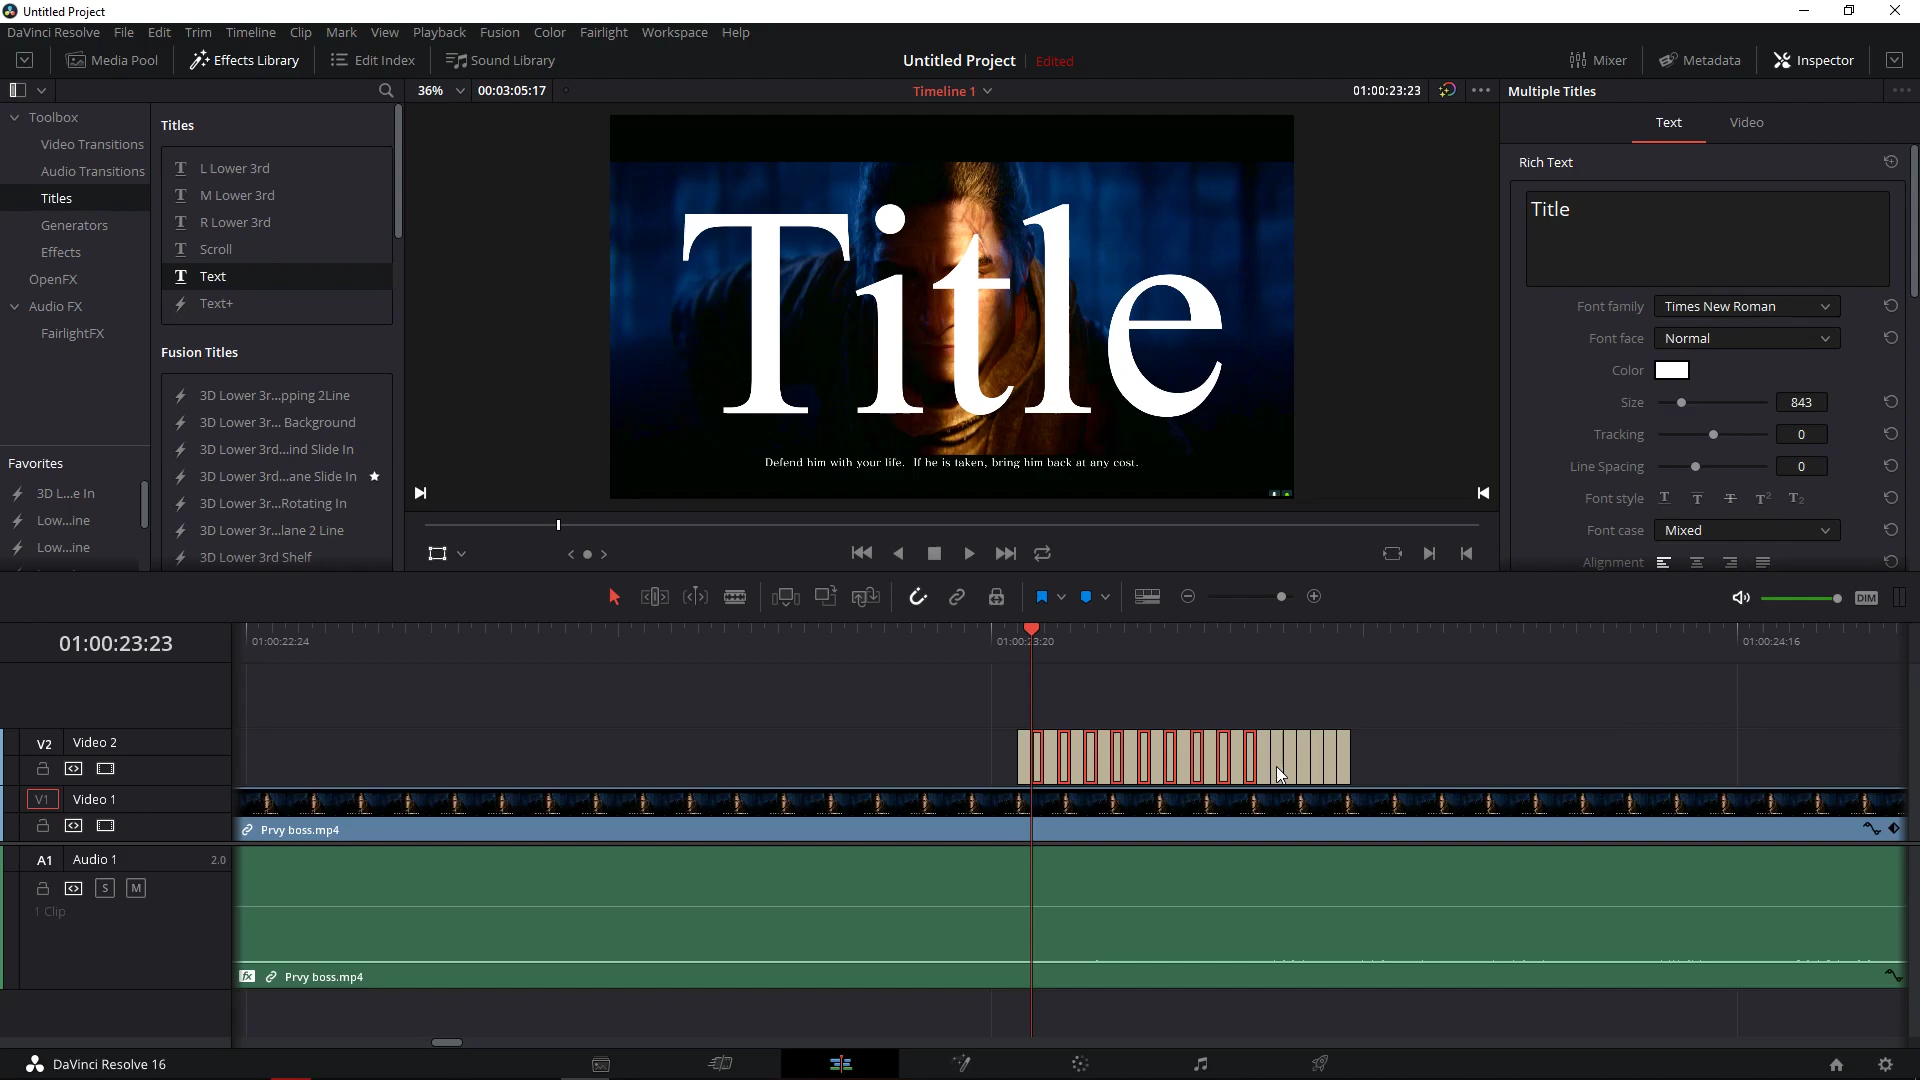 Untitled Project
DaVinci Resolve File Edit Trim Timeline Clip Mark View Playback Fusion Color Fairlight Workspace Help
Media Pool Effects Library Edit Index Sound Library Untitled Project Edited Mixer Metadata Inspector
36% 00:03:05:17 Timeline 1 01:00:23:23 Multiple Titles
Toolbox
Video Transitions
Audio Transitions
Titles
Generators
Effects
OpenFX
Audio FX
FairlightFX
Favorites
3D L...e In
Low...ine
Low...ine
Titles
L Lower 3rd
M Lower 3rd
R Lower 3rd
Scroll
Text
Text+
Fusion Titles
3D Lower 3r...pping 2Line
3D Lower 3r... Background
3D Lower 3rd...ind Slide In
3D Lower 3rd...ane Slide In
3D Lower 3r...Rotating In
3D Lower 3r...lane 2 Line
3D Lower 3rd Shelf
Title
Defend him with your life. If he is taken, bring him back at any cost.
Text Video
Rich Text
Title
Font family Times New Roman
Font face Normal
Color
Size 843
Tracking 0
Line Spacing 0
Font style T T T T2 T2
Font case Mixed
Alignment
DIM
01:00:23:23
01:00:22:24 01:00:23:20 01:00:24:16
V2 Video 2
V1 Video 1
Prvy boss.mp4
A1 Audio 1 2.0
S M
1 Clip
fx Prvy boss.mp4
DaVinci Resolve 16